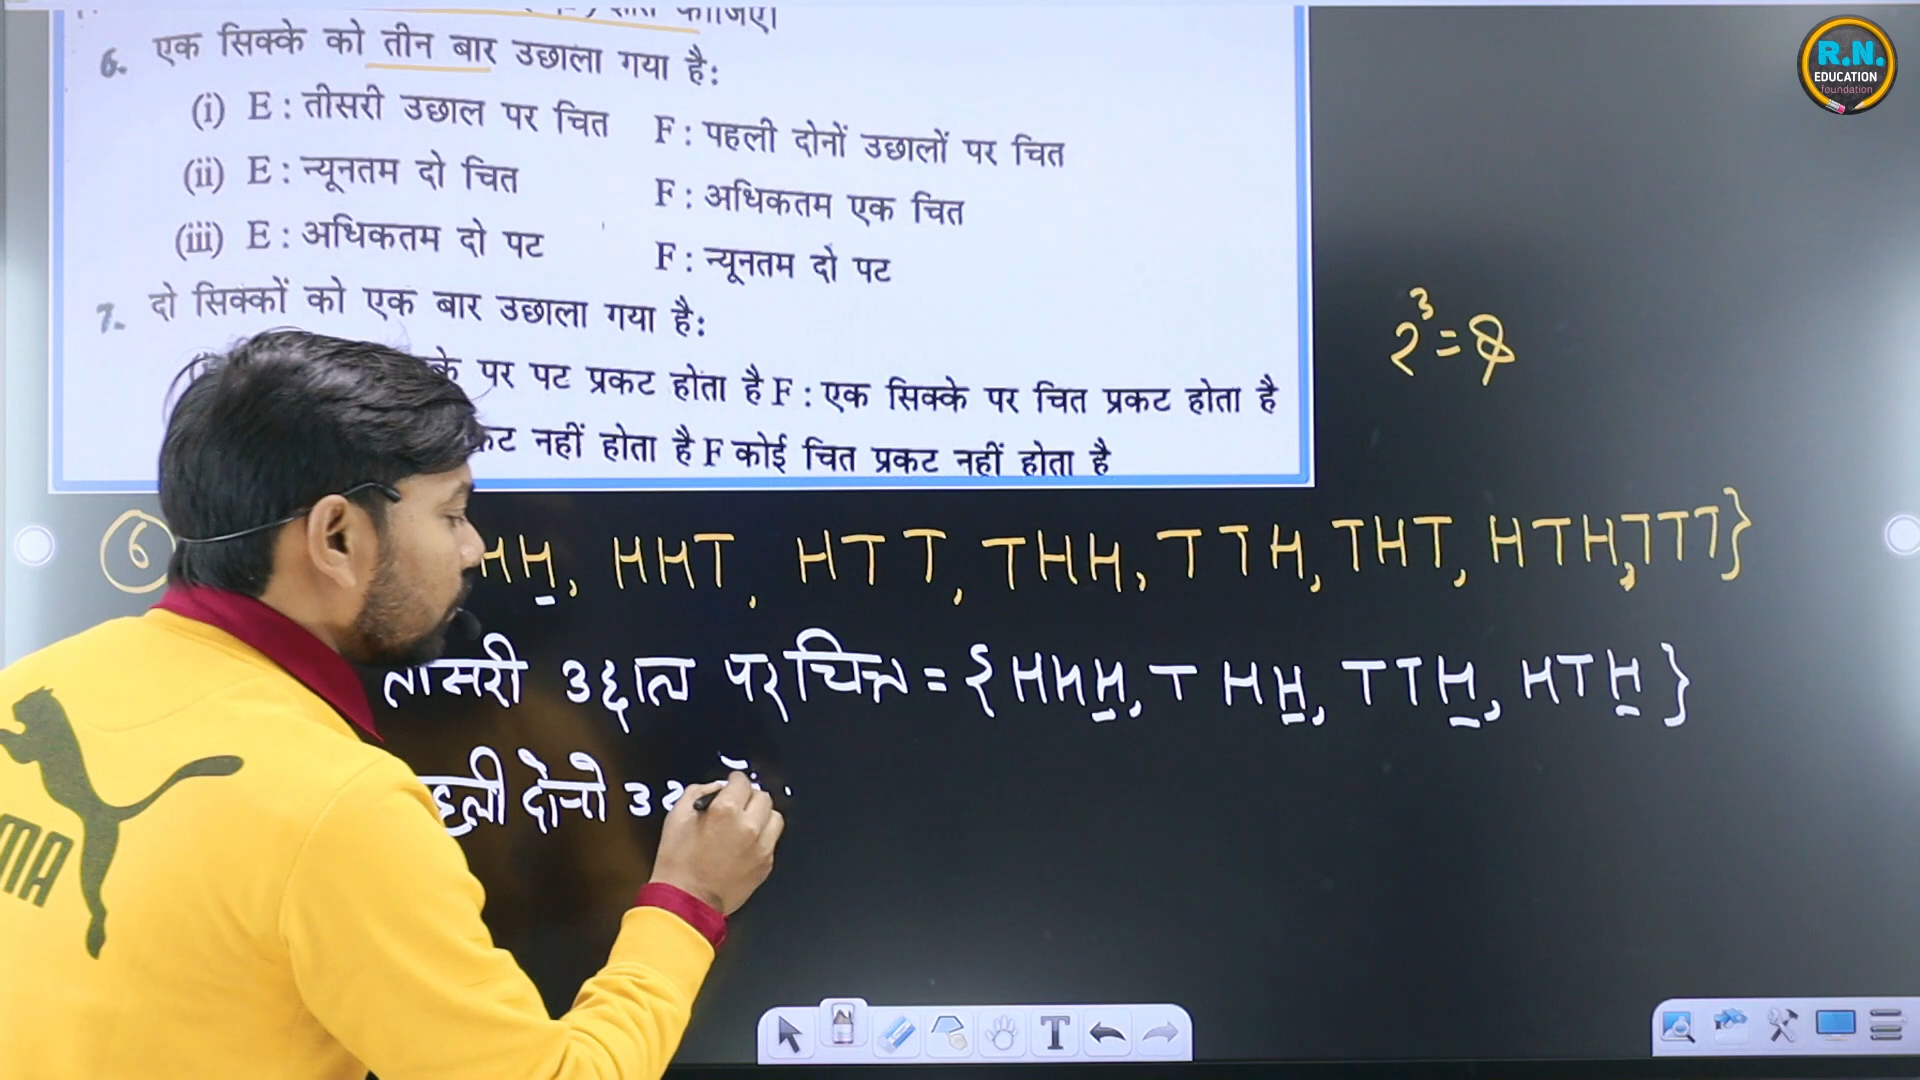 कीजिए।
6. एक सिक्के को तीन बार उछाला गया है:
(i) E : तीसरी उछाल पर चित F : पहली दोनों उछालों पर चित
(ii) E : न्यूनतम दो चित F : अधिकतम एक चित
(iii) E : अधिकतम दो पट F : न्यूनतम दो पट
7. दो सिक्कों को एक बार उछाला गया है:
पर पट प्रकट होता है F : एक सिक्के पर चित प्रकट होता है
नहीं होता है F कोई चित प्रकट नहीं होता है
R.N.
EDUCATION
foundation
2³ = 8
6 HH, HHT, HTT, THH, TTH, THT, HTH, TTT}
उछाल पर चित = {HHH, THH, TTH, HTH}
दोनो
MA
T